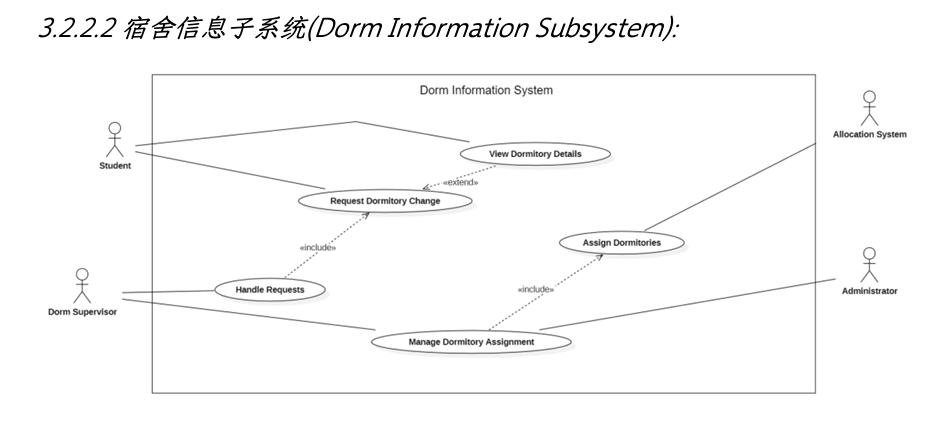 3.2.2.2 宿舍信息子系统(Dorm Information Subsystem):
Dorm Information System
Allocation System
Student
View Dormitory Details
«extend»
Request Dormitory Change
Assign Dormitories
«include»
Handle Requests
«include»
Administrator
Dorm Supervisor
Manage Dormitory Assignment